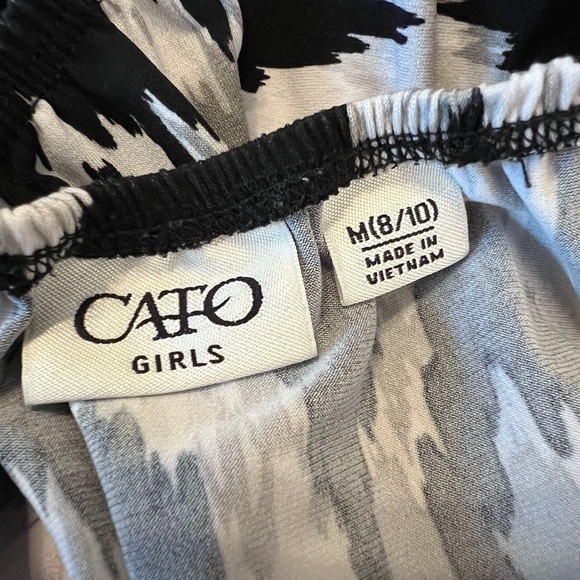 CATO
GIRLS
M(8/10)
MADE IN
VIETNAM